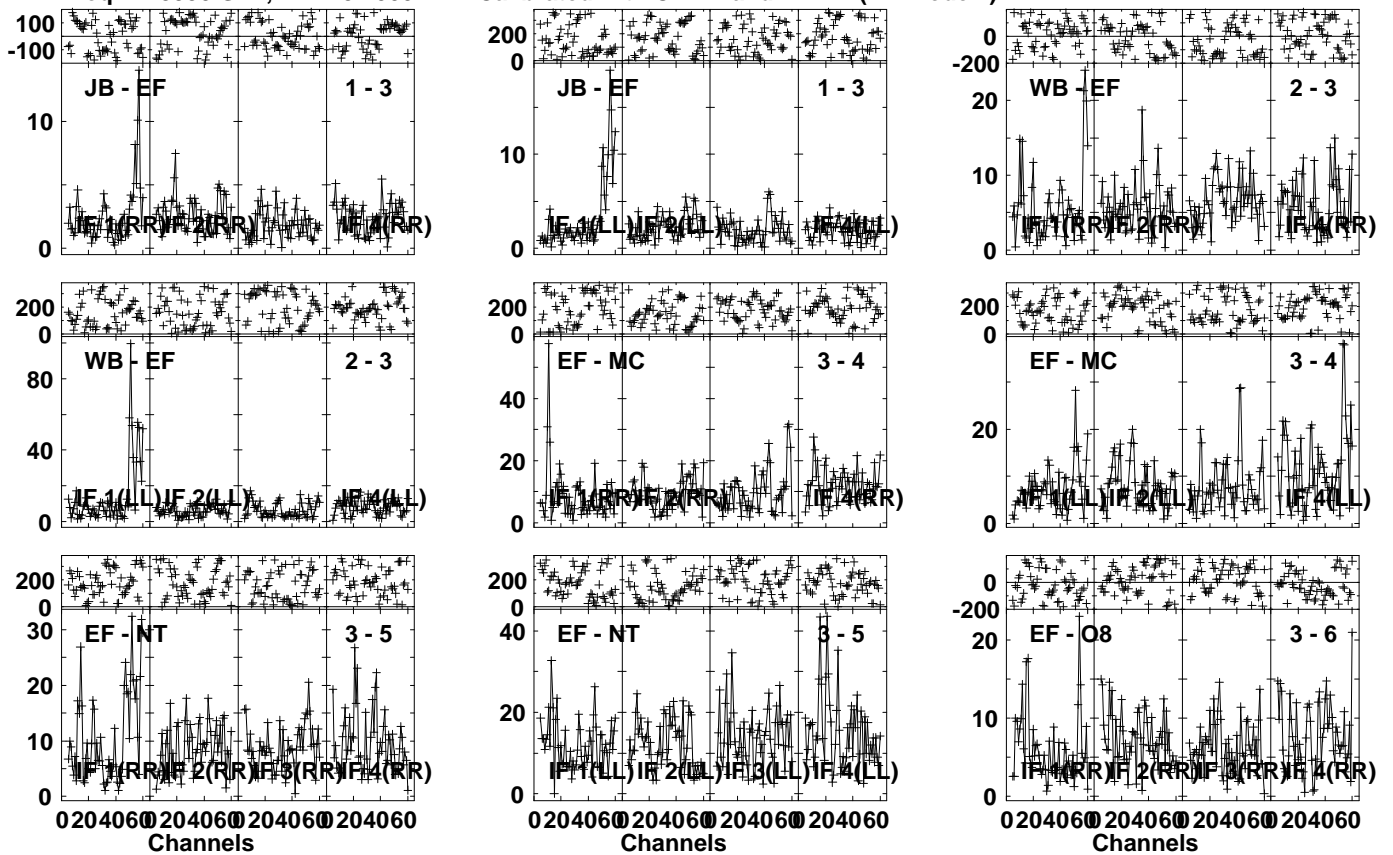 100
-100
JB - EF 1 - 3
10
0
IF 1(RR) IF 2(RR) IF 4(RR)
200
0
JB - EF 1 - 3
10
0
IF 1(LL) IF 2(LL) IF 4(LL)
0
-200
WB - EF 2 - 3
20
10
0
IF 1(RR) IF 2(RR) IF 4(RR)
200
0
WB - EF 2 - 3
80
40
0
IF 1(LL) IF 2(LL) IF 4(LL)
200
0
EF - MC 3 - 4
40
20
0
IF 1(RR) IF 2(RR) IF 4(RR)
200
0
EF - MC 3 - 4
20
0
IF 1(LL) IF 2(LL) IF 4(LL)
200
0
EF - NT 3 - 5
30
20
10
0
IF 1(RR) IF 2(RR) IF 3(RR) IF 4(RR)
0 20 40 60 0 20 40 60 0 20 40 60 0 20 40 60
Channels
200
0
EF - NT 3 - 5
40
20
0
IF 1(LL) IF 2(LL) IF 3(LL) IF 4(LL)
0 20 40 60 0 20 40 60 0 20 40 60 0 20 40 60
Channels
0
-200
EF - O8 3 - 6
20
10
0
IF 1(RR) IF 2(RR) IF 3(RR) IF 4(RR)
0 20 40 60 0 20 40 60 0 20 40 60 0 20 40 60
Channels